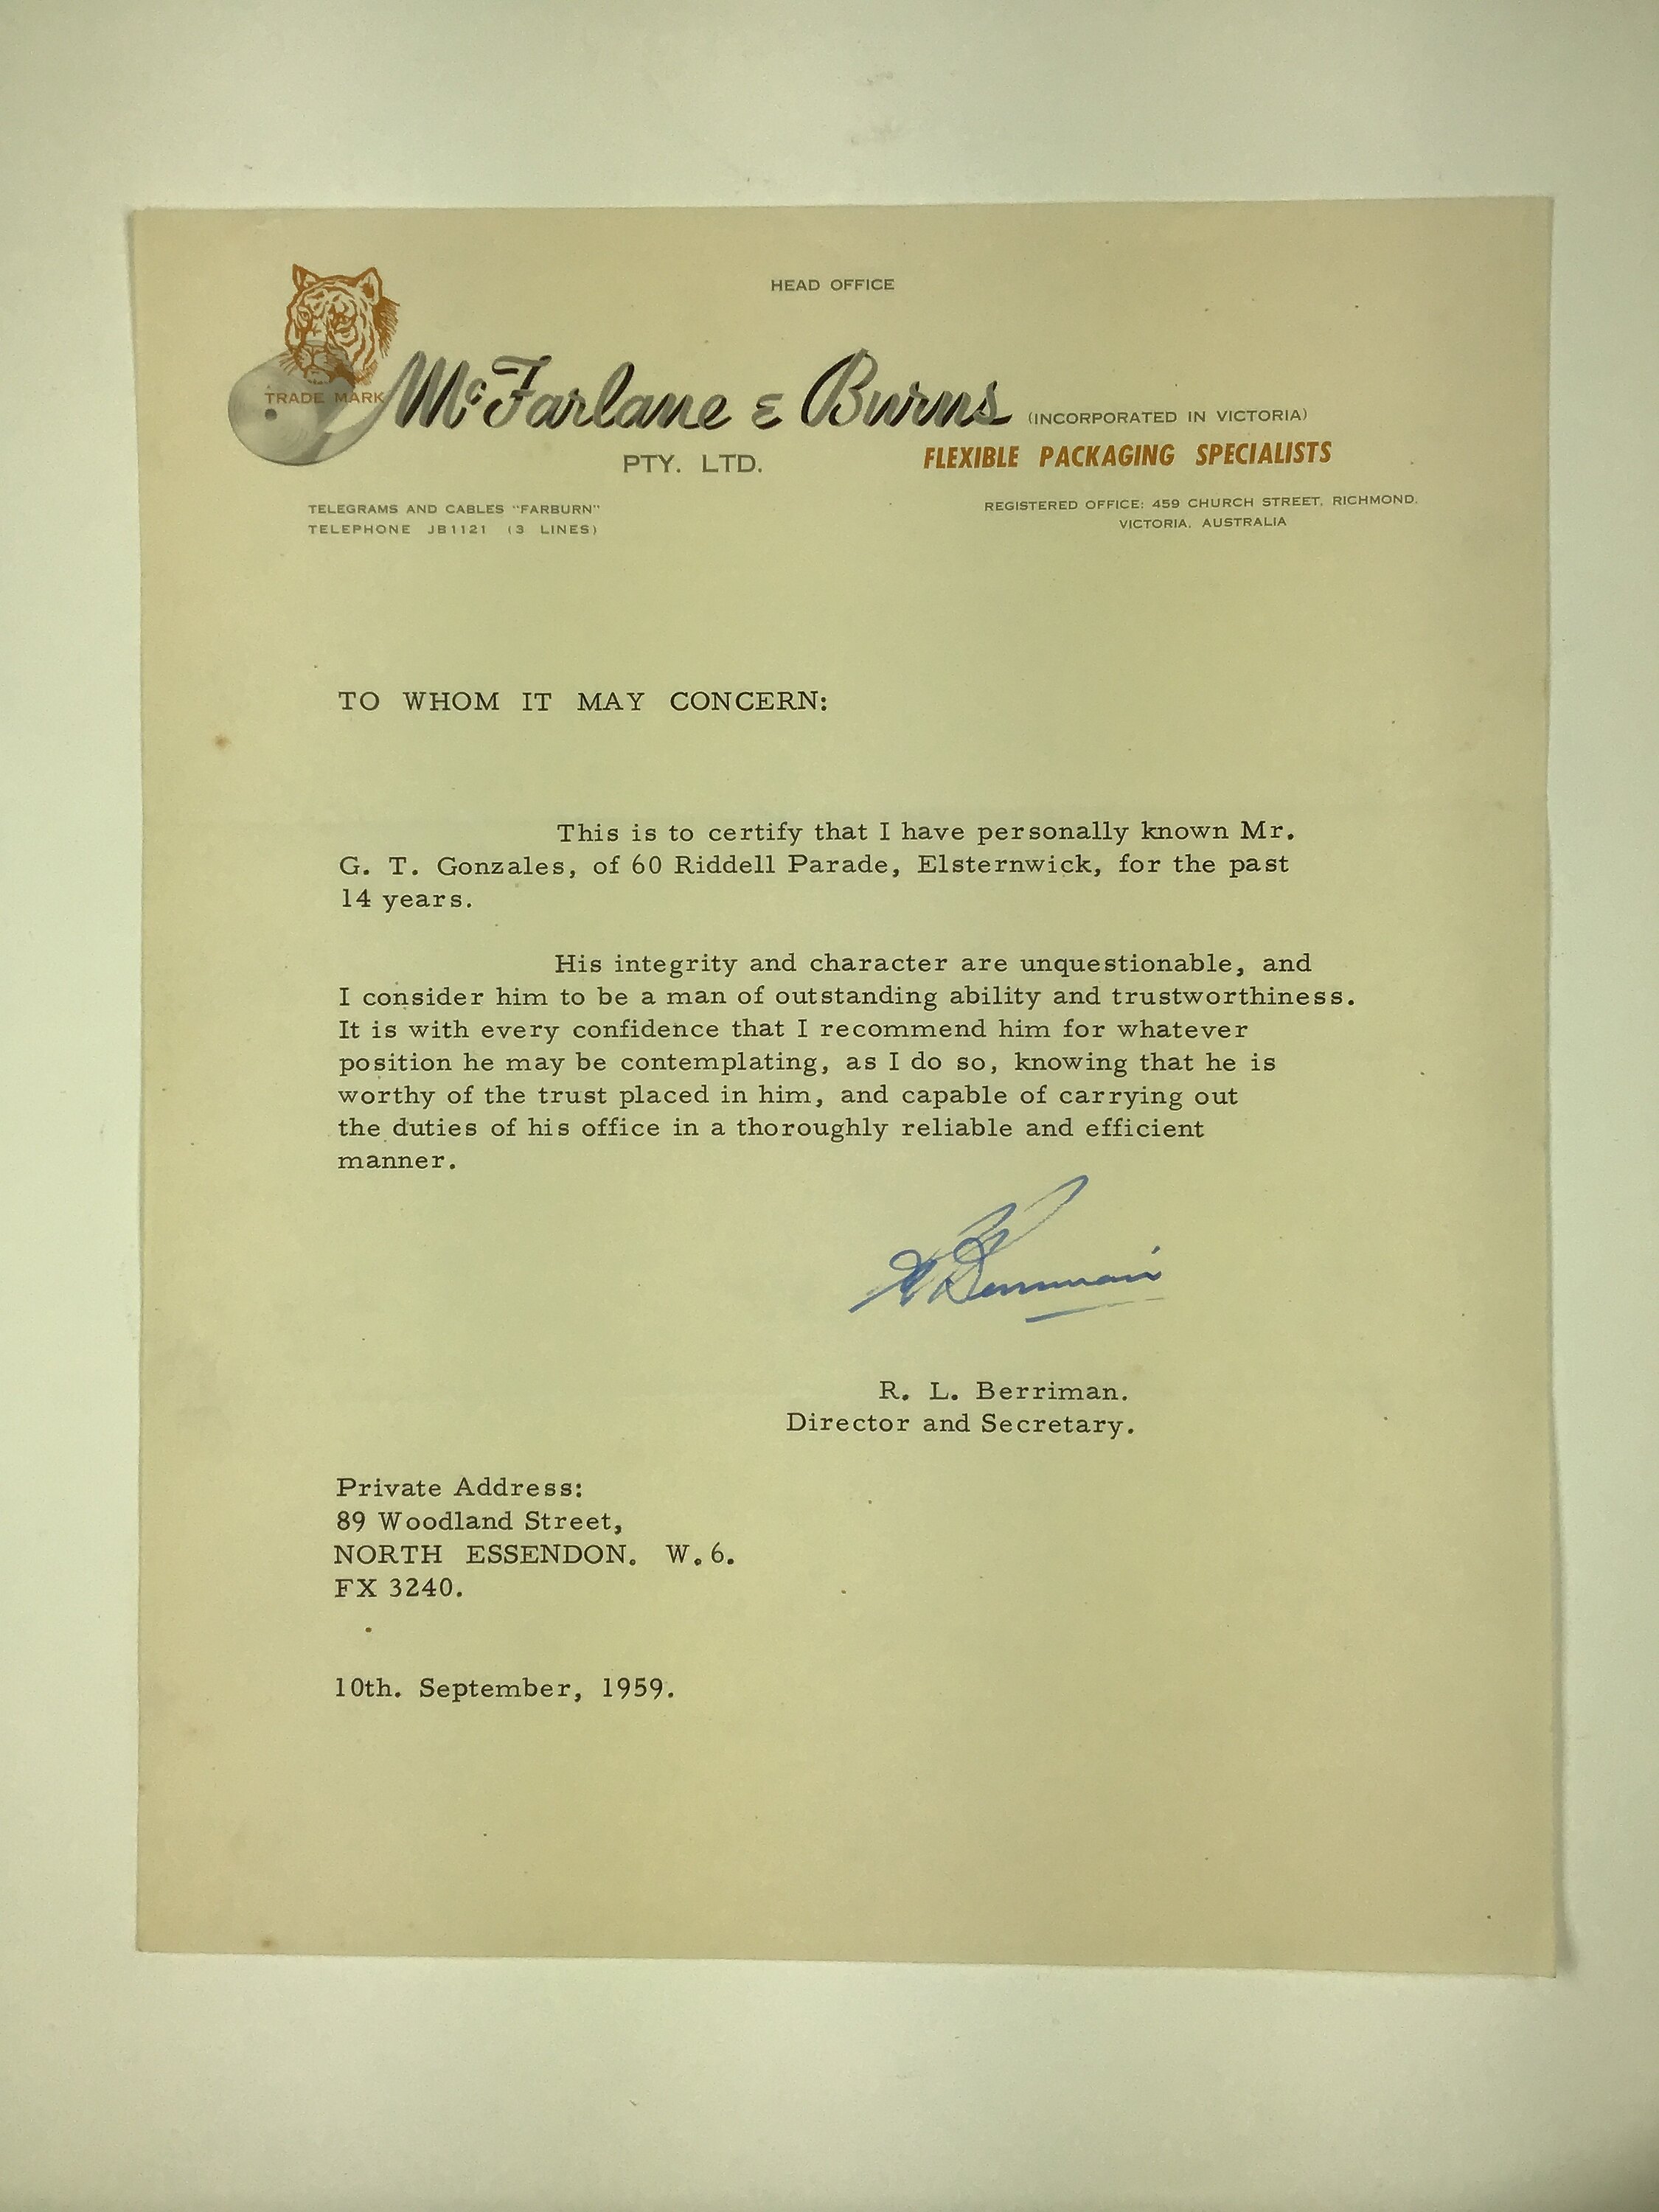 HEAD OFFICE
TRADE MARK
McFarlane & Burns (INCORPORATED IN VICTORIA)
PTY. LTD. FLEXIBLE PACKAGING SPECIALISTS
TELEGRAMS AND CABLES "FARBURN"
TELEPHONE JB1121 (3 LINES)
REGISTERED OFFICE: 459 CHURCH STREET, RICHMOND.
VICTORIA. AUSTRALIA
TO WHOM IT MAY CONCERN:
This is to certify that I have personally known Mr.
G. T. Gonzales, of 60 Riddell Parade, Elsternwick, for the past
14 years.
His integrity and character are unquestionable, and
I consider him to be a man of outstanding ability and trustworthiness.
It is with every confidence that I recommend him for whatever
position he may be contemplating, as I do so, knowing that he is
worthy of the trust placed in him, and capable of carrying out
the duties of his office in a thoroughly reliable and efficient
manner.
Berriman
R. L. Berriman.
Director and Secretary.
Private Address:
89 Woodland Street,
NORTH ESSENDON. W.6.
FX 3240.
10th. September, 1959.